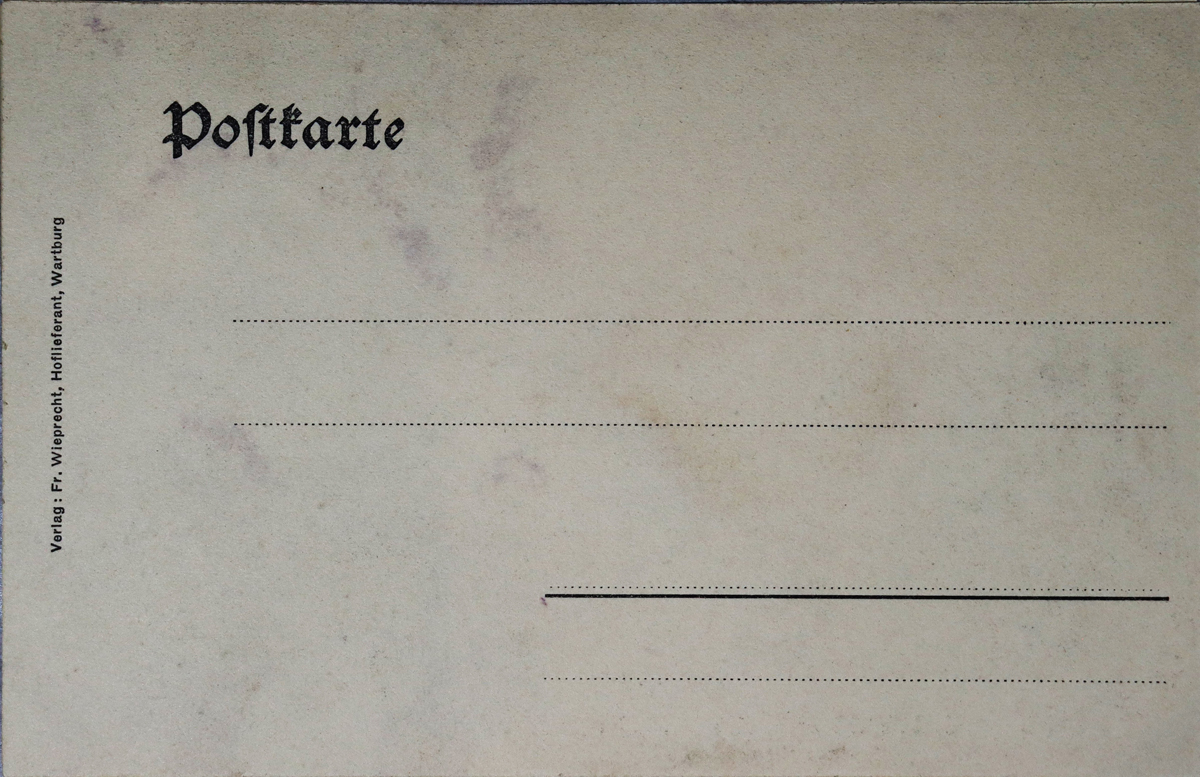 Poſtkarte
Verlag : Fr. Wieprecht, Hoflieferant, Wartburg